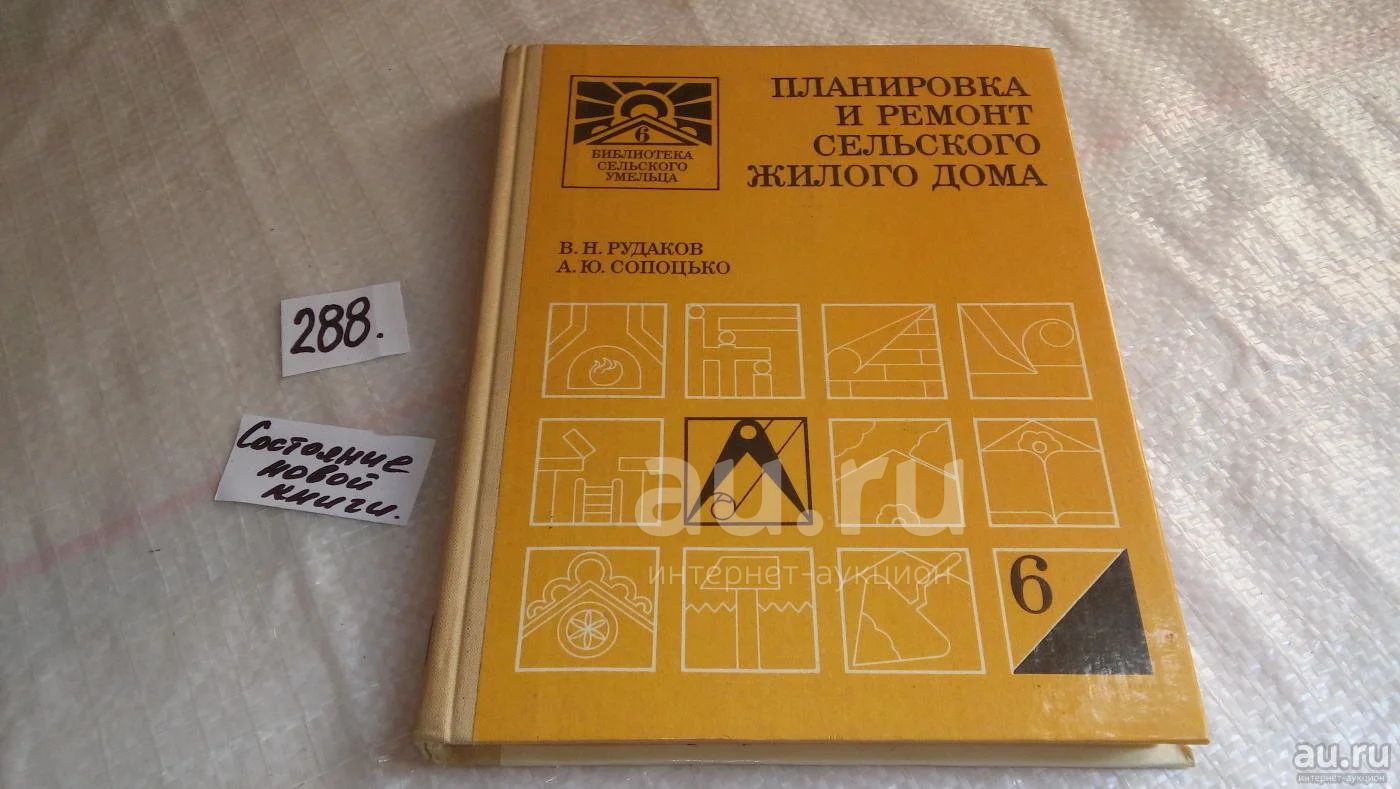 ПЛАНИРОВКА
И РЕМОНТ
СЕЛЬСКОГО
ЖИЛОГО ДОМА
6
БИБЛИОТЕКА
СЕЛЬСКОГО
УМЕЛЬЦА
В. Н. РУДАКОВ
А. Ю. СОПОЦЬКО
288.
Состояние
новой
книги.
au.ru
интернет-аукцион
6
au.ru
интернет-аукцион